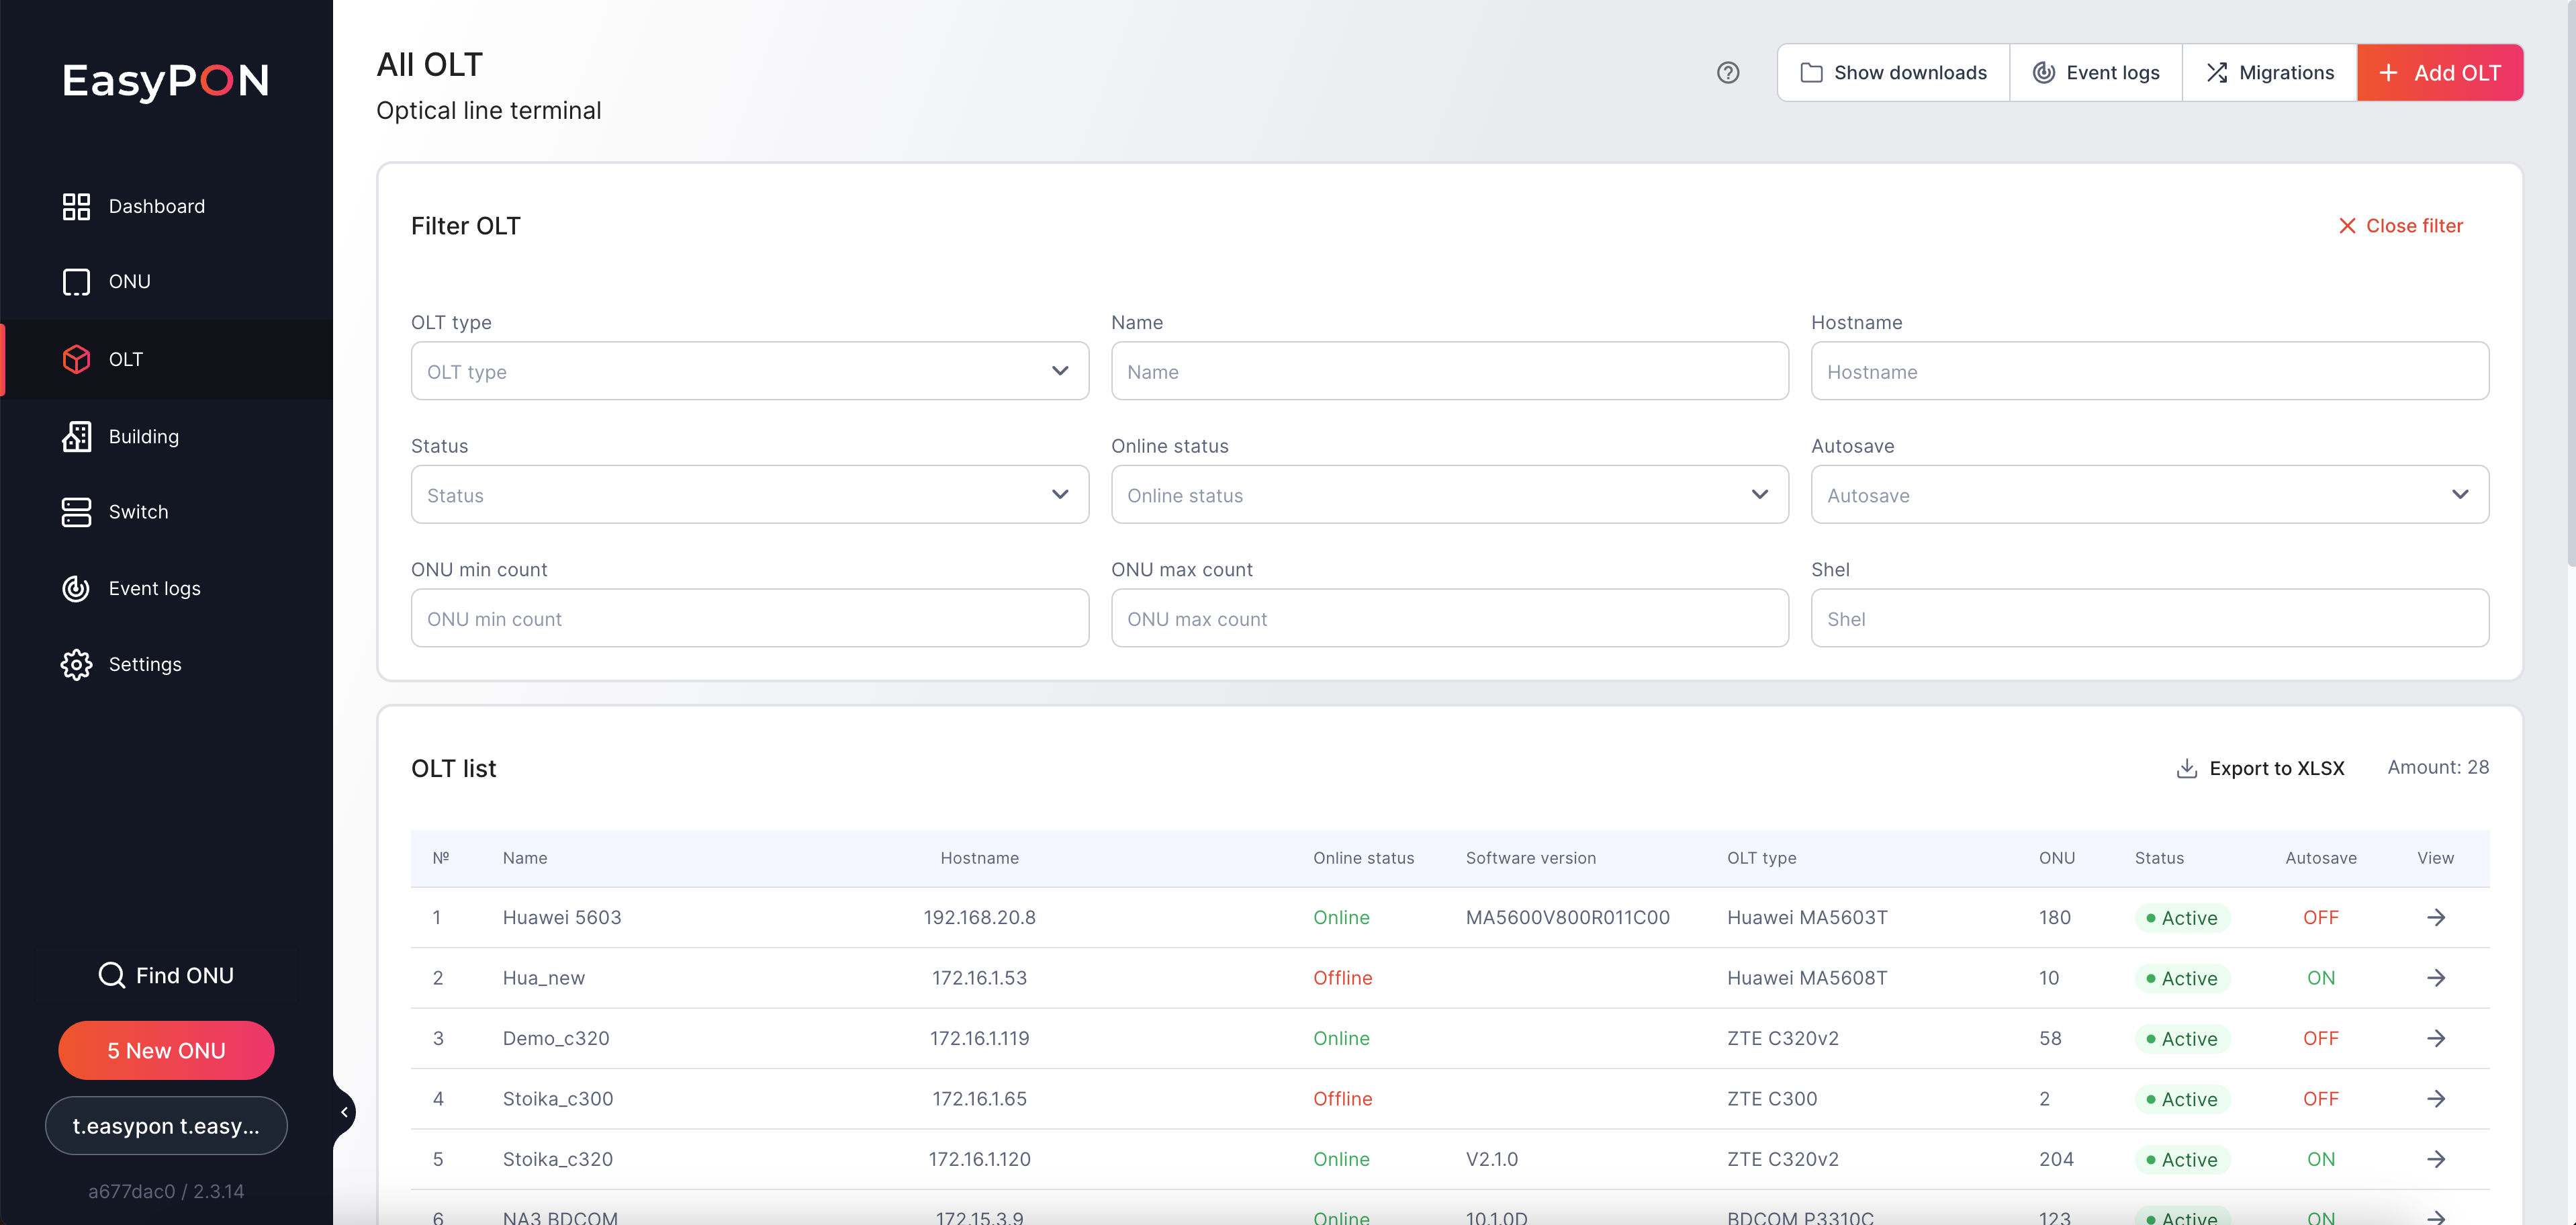 EasyPON
Dashboard
ONU
OLT
Building
Switch
Event logs
Settings
Find ONU
5 New ONU
t.easypon t.easy...
a677dac0 / 2.3.14
All OLT
Optical line terminal
Show downloads
Event logs
Migrations
Add OLT
Filter OLT
Close filter
OLT type
Name
Hostname
OLT type
Name
Hostname
Status
Online status
Autosave
Status
Online status
Autosave
ONU min count
ONU max count
Shel
ONU min count
ONU max count
Shel
OLT list
Export to XLSX
Amount: 28
№ Name Hostname Online status Software version OLT type ONU Status Autosave View
1 Huawei 5603 192.168.20.8 Online MA5600V800R011C00 Huawei MA5603T 180 Active OFF
2 Hua_new 172.16.1.53 Offline Huawei MA5608T 10 Active ON
3 Demo_c320 172.16.1.119 Online ZTE C320v2 58 Active OFF
4 Stoika_c300 172.16.1.65 Offline ZTE C300 2 Active OFF
5 Stoika_c320 172.16.1.120 Online V2.1.0 ZTE C320v2 204 Active ON
6 NA3 BDCOM 172.15.3.9 Online 10.1.0D BDCOM P3310C 123 Active ON